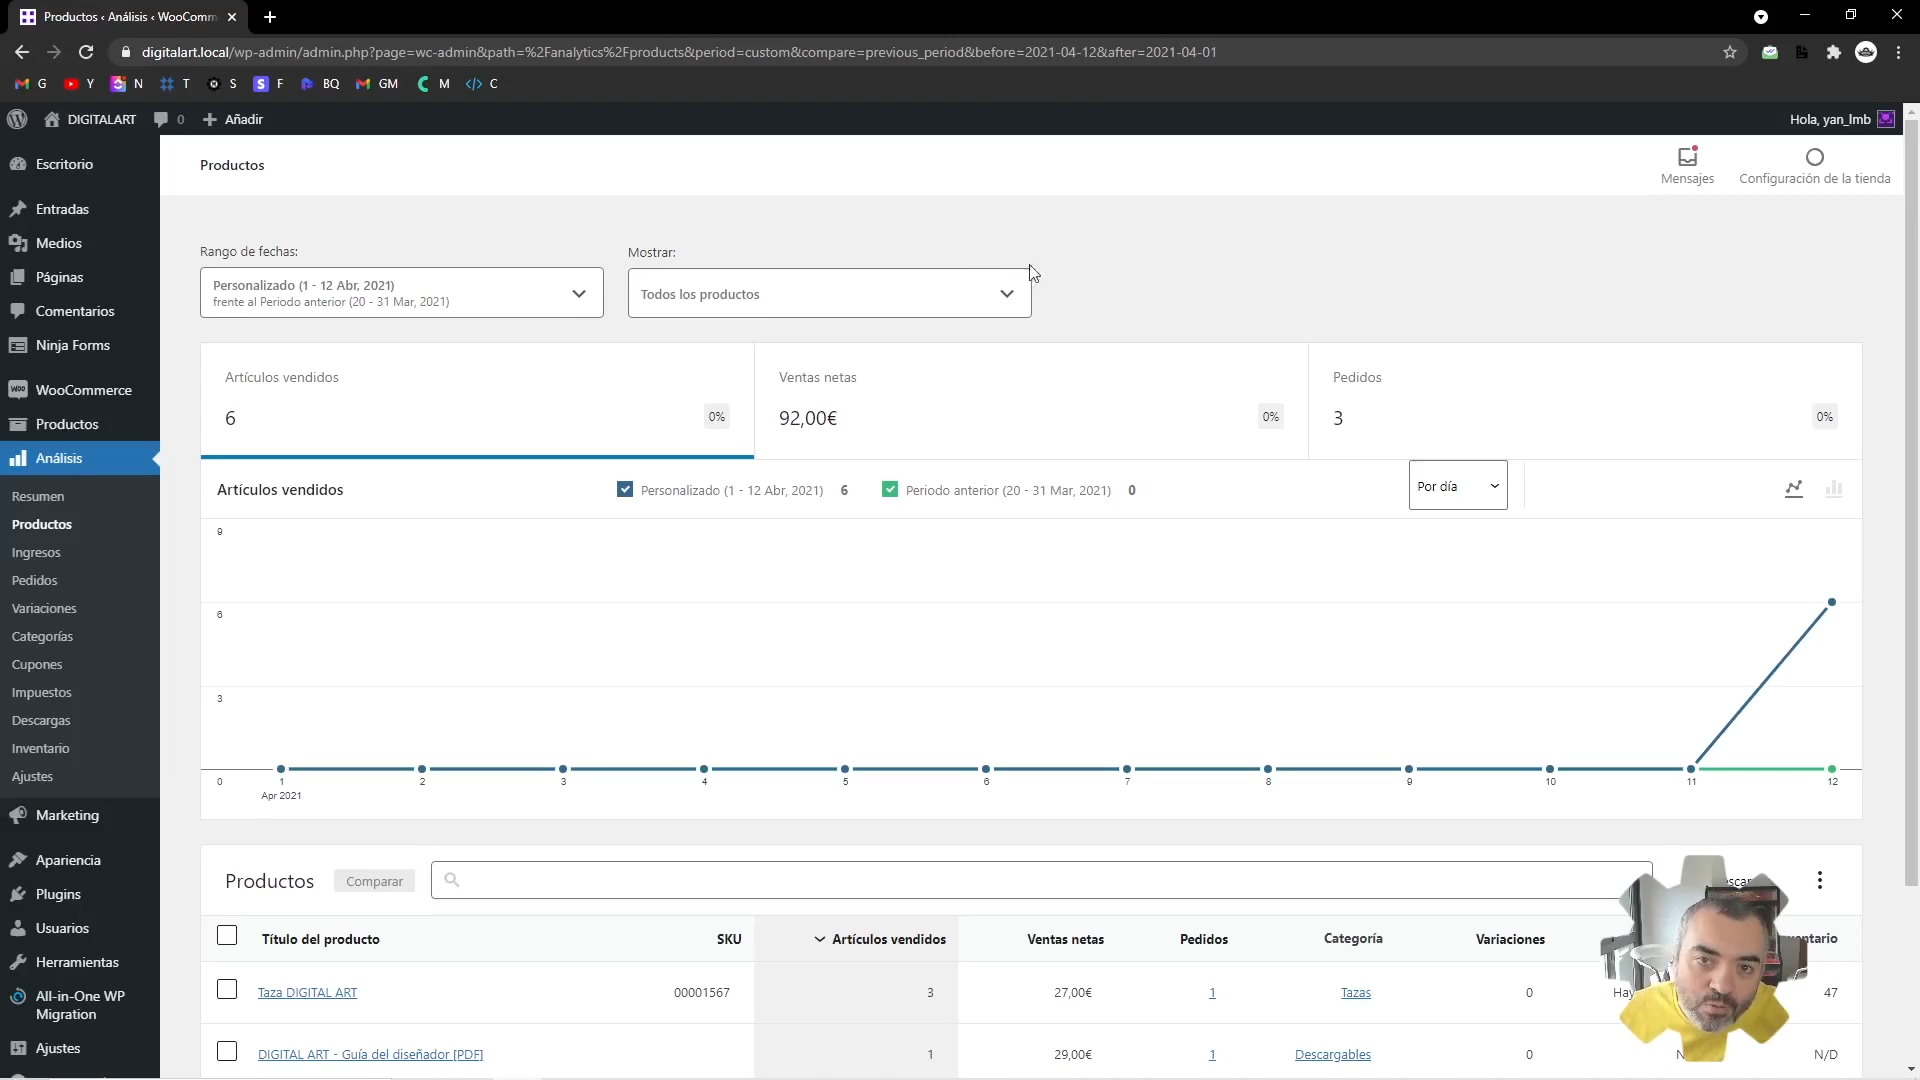 Productos ‹ Análisis ‹ WooComm
digitalart.local/wp-admin/admin.php?page=wc-admin&path=%2Fanalytics%2Fproducts&period=custom&compare=previous_period&before=2021-04-12&after=2021-04-01
G Y N T S F BQ GM M C
DIGITALART 0 Añadir Hola, yan_lmb
Escritorio
Entradas
Medios
Páginas
Comentarios
Ninja Forms
WooCommerce
Productos
Análisis
Resumen
Productos
Ingresos
Pedidos
Variaciones
Categorías
Cupones
Impuestos
Descargas
Inventario
Ajustes
Marketing
Apariencia
Plugins
Usuarios
Herramientas
All-in-One WP
Migration
Ajustes
Productos
Mensajes
Configuración de la tienda
Rango de fechas:
Personalizado (1 - 12 Abr, 2021)
frente al Periodo anterior (20 - 31 Mar, 2021)
Mostrar:
Todos los productos
Artículos vendidos
6 0%
Ventas netas
92,00€ 0%
Pedidos
3 0%
Artículos vendidos Personalizado (1 - 12 Abr, 2021) 6 Periodo anterior (20 - 31 Mar, 2021) 0 Por día
9
6
3
0 1 2 3 4 5 6 7 8 9 10 11 12
Apr 2021
Productos Comparar
Título del producto SKU Artículos vendidos Ventas netas Pedidos Categoría Variaciones
Taza DIGITAL ART 00001567 3 27,00€ 1 Tazas 0 Hay 47
DIGITAL ART - Guía del diseñador [PDF] 1 29,00€ 1 Descargables 0 N/D